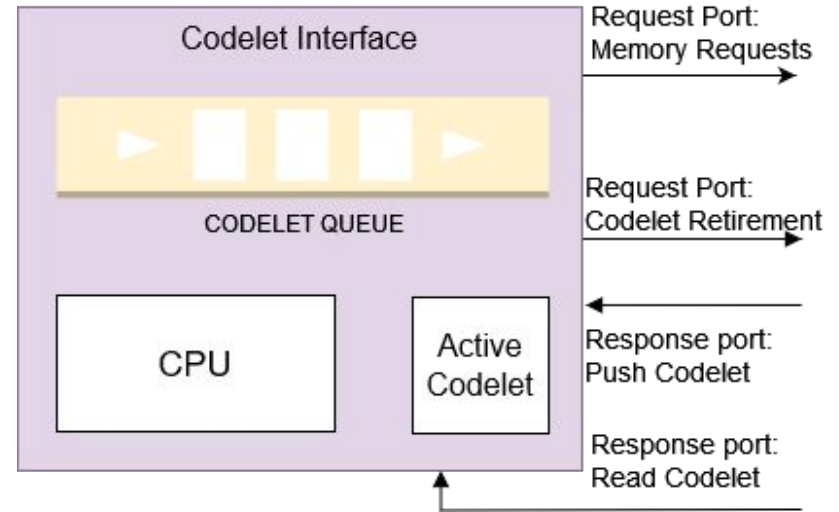 Codelet Interface
CODELET QUEUE
CPU
Active
Codelet
Request Port:
Memory Requests
Request Port:
Codelet Retirement
Response port:
Push Codelet
Response port:
Read Codelet